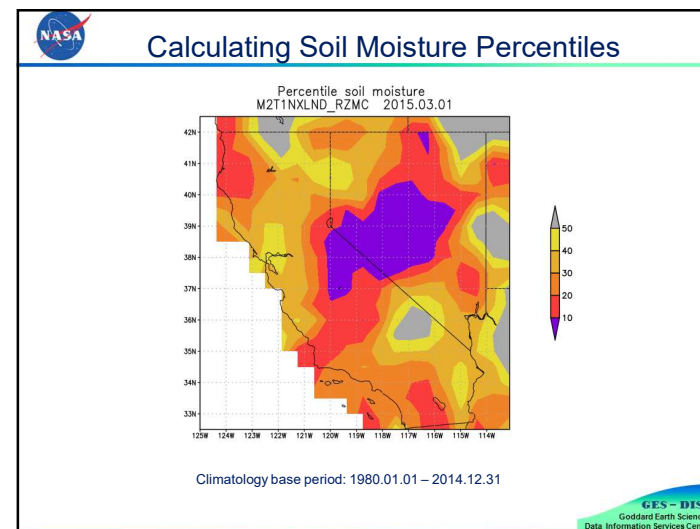 NASA
Calculating Soil Moisture Percentiles
Percentile soil moisture
M2T1NXLND_RZMC 2015.03.01
42N
41N
40N
39N
38N
37N
36N
35N
34N
33N
125W 124W 123W 122W 121W 120W 119W 118W 117W 116W 115W 114W
50
40
30
20
10
Climatology base period: 1980.01.01 – 2014.12.31
GES – DIS
Goddard Earth Scienc
Data Information Services Cen